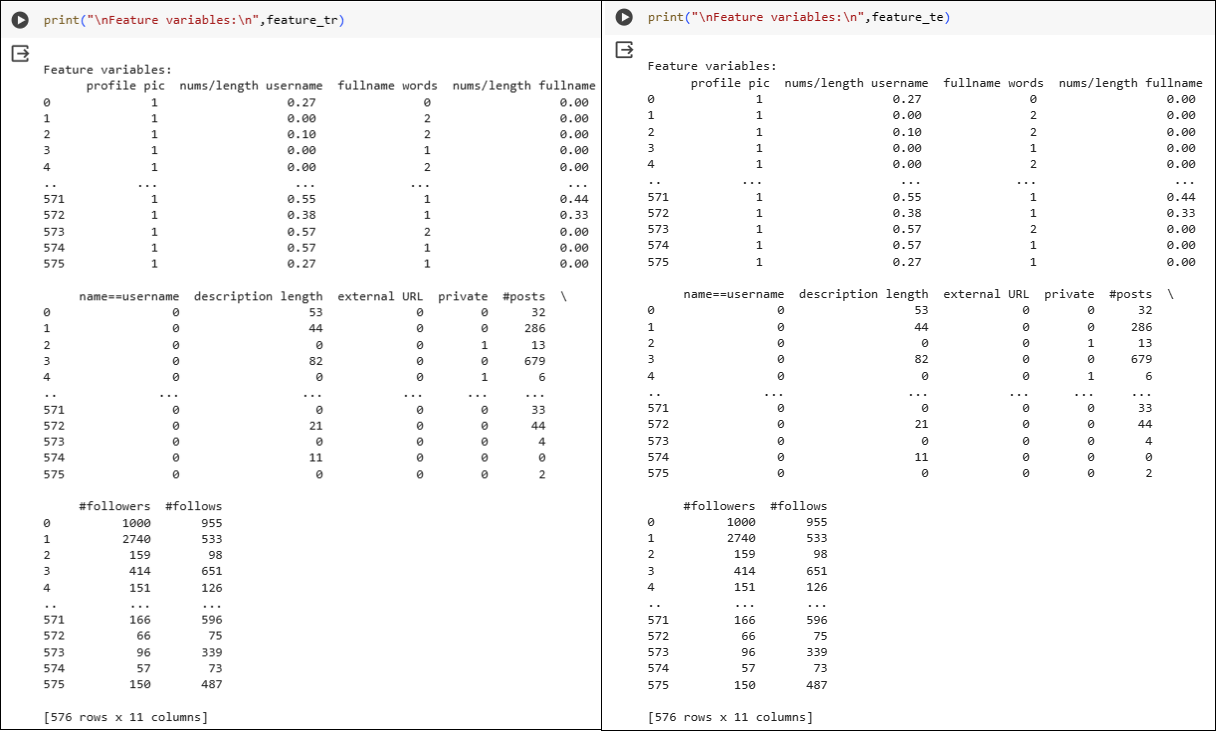 print("\nFeature variables:\n",feature_tr)
Feature variables:
profile pic nums/length username fullname words nums/length fullname
0 1 0.27 0 0.00
1 1 0.00 2 0.00
2 1 0.10 2 0.00
3 1 0.00 1 0.00
4 1 0.00 2 0.00
.. ... ... ... ...
571 1 0.55 1 0.44
572 1 0.38 1 0.33
573 1 0.57 2 0.00
574 1 0.57 1 0.00
575 1 0.27 1 0.00
name==username description length external URL private #posts \
0 0 53 0 0 32
1 0 44 0 0 286
2 0 0 0 1 13
3 0 82 0 0 679
4 0 0 0 1 6
.. ... ... ... ... ...
571 0 0 0 0 33
572 0 21 0 0 44
573 0 0 0 0 4
574 0 11 0 0 0
575 0 0 0 0 2
#followers #follows
0 1000 955
1 2740 533
2 159 98
3 414 651
4 151 126
.. ... ...
571 166 596
572 66 75
573 96 339
574 57 73
575 150 487
[576 rows x 11 columns]
print("\nFeature variables:\n",feature_te)
Feature variables:
profile pic nums/length username fullname words nums/length fullname
0 1 0.27 0 0.00
1 1 0.00 2 0.00
2 1 0.10 2 0.00
3 1 0.00 1 0.00
4 1 0.00 2 0.00
.. ... ... ... ...
571 1 0.55 1 0.44
572 1 0.38 1 0.33
573 1 0.57 2 0.00
574 1 0.57 1 0.00
575 1 0.27 1 0.00
name==username description length external URL private #posts \
0 0 53 0 0 32
1 0 44 0 0 286
2 0 0 0 1 13
3 0 82 0 0 679
4 0 0 0 1 6
.. ... ... ... ... ...
571 0 0 0 0 33
572 0 21 0 0 44
573 0 0 0 0 4
574 0 11 0 0 0
575 0 0 0 0 2
#followers #follows
0 1000 955
1 2740 533
2 159 98
3 414 651
4 151 126
.. ... ...
571 166 596
572 66 75
573 96 339
574 57 73
575 150 487
[576 rows x 11 columns]